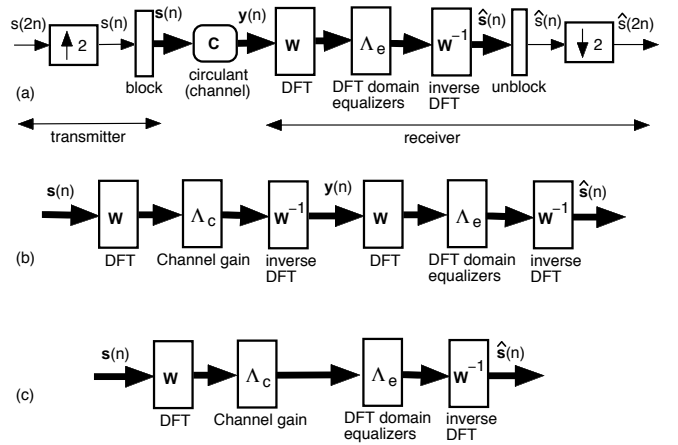 s(2n) ↑ 2 s(n) s(n) C y(n) W Λe W⁻¹ ŝ(n) ŝ(n) ↓ 2 ŝ(2n)
block circulant (channel) DFT DFT domain equalizers inverse DFT unblock
(a)
transmitter receiver
s(n) W Λc W⁻¹ y(n) W Λe W⁻¹ ŝ(n)
(b) DFT Channel gain inverse DFT DFT DFT domain equalizers inverse DFT
s(n) W Λc Λe W⁻¹ ŝ(n)
(c) DFT Channel gain DFT domain equalizers inverse DFT